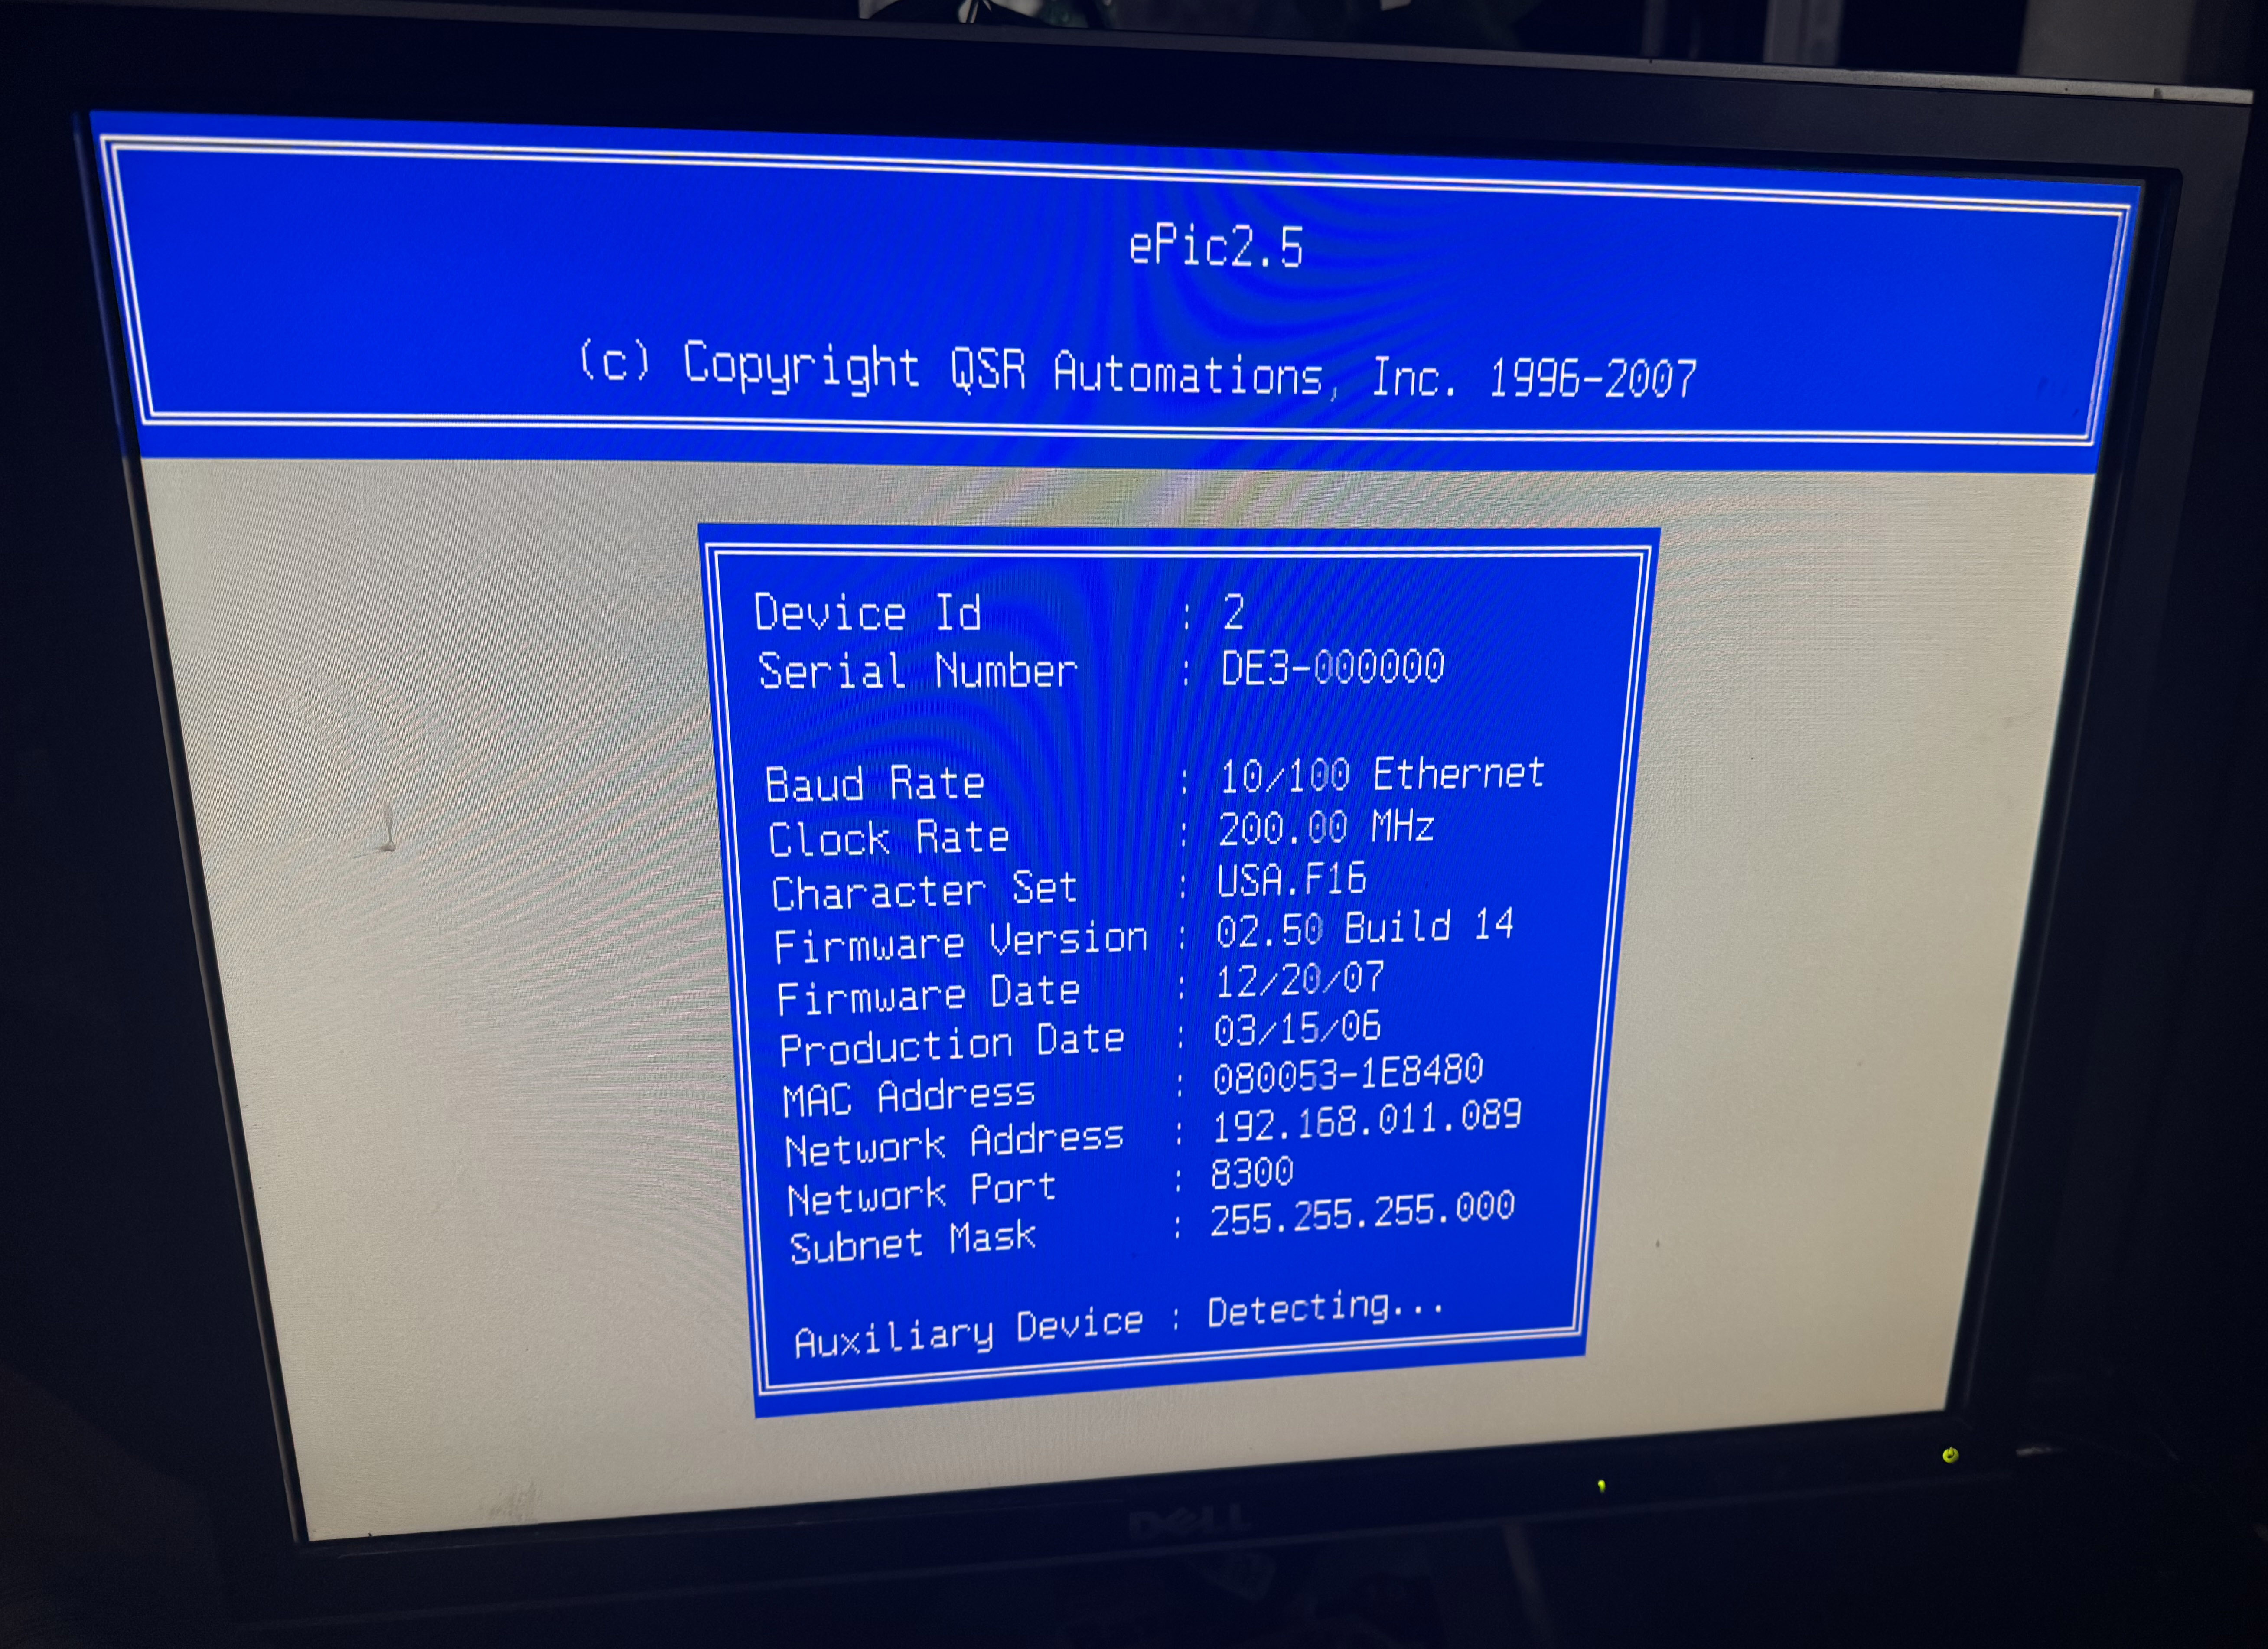 ePic2.5
(c) Copyright QSR Automations, Inc. 1996-2007
Device Id : 2
Serial Number : DE3-000000
Baud Rate : 10/100 Ethernet
Clock Rate : 200.00 MHz
Character Set : USA.F16
Firmware Version : 02.50 Build 14
Firmware Date : 12/20/07
Production Date : 03/15/06
MAC Address : 080053-1E8480
Network Address : 192.168.011.089
Network Port : 8300
Subnet Mask : 255.255.255.000
Auxiliary Device : Detecting...
DELL